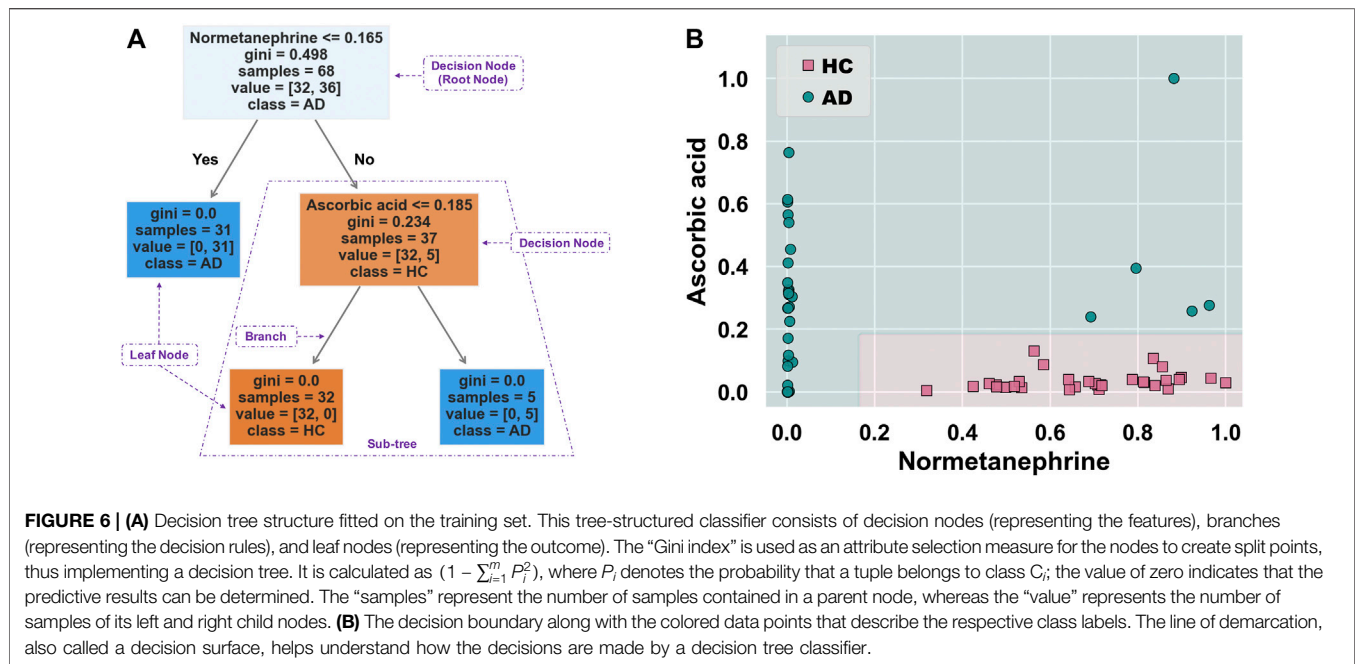 A
Normetanephrine <= 0.165
gini = 0.498
samples = 68
value = [32, 36]
class = AD
Decision Node
(Root Node)
Yes
No
gini = 0.0
samples = 31
value = [0, 31]
class = AD
Ascorbic acid <= 0.185
gini = 0.234
samples = 37
value = [32, 5]
class = HC
Decision Node
Branch
Leaf Node
gini = 0.0
samples = 32
value = [32, 0]
class = HC
gini = 0.0
samples = 5
value = [0, 5]
class = AD
Sub-tree
B
HC
AD
Ascorbic acid
1.0
0.8
0.6
0.4
0.2
0.0
0.0 0.2 0.4 0.6 0.8 1.0
Normetanephrine
FIGURE 6 | (A) Decision tree structure fitted on the training set. This tree-structured classifier consists of decision nodes (representing the features), branches
(representing the decision rules), and leaf nodes (representing the outcome). The “Gini index” is used as an attribute selection measure for the nodes to create split points,
thus implementing a decision tree. It is calculated as (1 − ∑ᵐᵢ₌₁ Pᵢ²), where Pᵢ denotes the probability that a tuple belongs to class Cᵢ; the value of zero indicates that the
predictive results can be determined. The “samples” represent the number of samples contained in a parent node, whereas the “value” represents the number of
samples of its left and right child nodes. (B) The decision boundary along with the colored data points that describe the respective class labels. The line of demarcation,
also called a decision surface, helps understand how the decisions are made by a decision tree classifier.